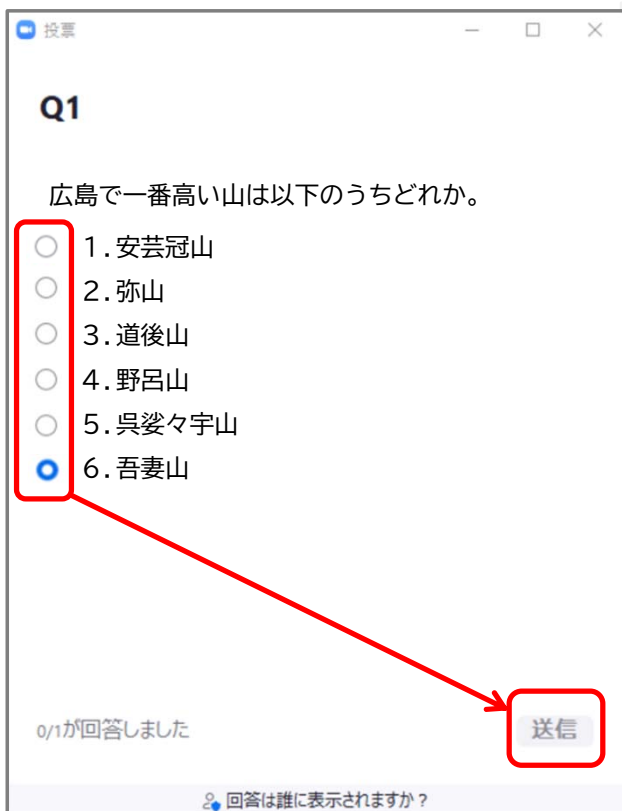 投票
Q1
広島で一番高い山は以下のうちどれか。
1.安芸冠山
2.弥山
3.道後山
4.野呂山
5.呉娑々宇山
6.吾妻山
0/1が回答しました
送信
回答は誰に表示されますか?